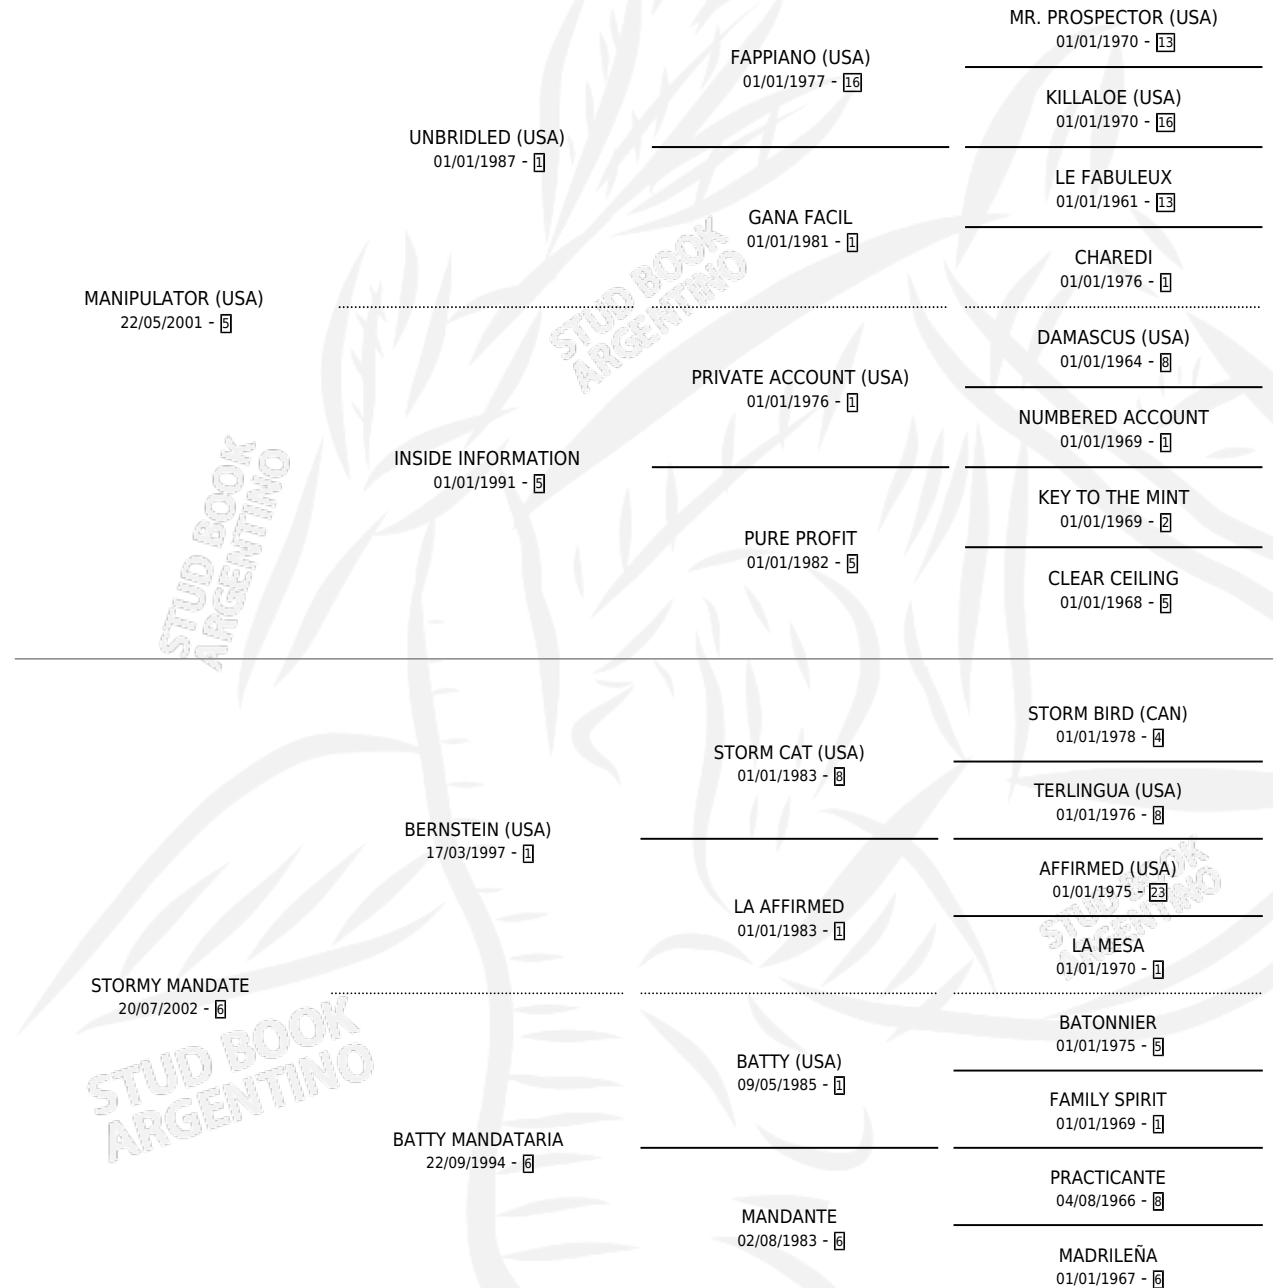 MR. PROSPECTOR (USA)
01/01/1970 - 13
FAPPIANO (USA)
01/01/1977 - 16
KILLALOE (USA)
01/01/1970 - 16
UNBRIDLED (USA)
01/01/1987 - 1
LE FABULEUX
01/01/1961 - 13
GANA FACIL
01/01/1981 - 1
CHAREDI
01/01/1976 - 1
MANIPULATOR (USA)
22/05/2001 - 5
DAMASCUS (USA)
01/01/1964 - 8
PRIVATE ACCOUNT (USA)
01/01/1976 - 1
NUMBERED ACCOUNT
01/01/1969 - 1
INSIDE INFORMATION
01/01/1991 - 5
KEY TO THE MINT
01/01/1969 - 2
PURE PROFIT
01/01/1982 - 5
CLEAR CEILING
01/01/1968 - 5
STUD BOOK
ARGENTINO
STUD BOOK
ARGENTINO
STORM BIRD (CAN)
01/01/1978 - 4
STORM CAT (USA)
01/01/1983 - 8
TERLINGUA (USA)
01/01/1976 - 8
BERNSTEIN (USA)
17/03/1997 - 1
AFFIRMED (USA)
01/01/1975 - 23
LA AFFIRMED
01/01/1983 - 1
LA MESA
01/01/1970 - 1
STORMY MANDATE
20/07/2002 - 6
BATONNIER
01/01/1975 - 5
BATTY (USA)
09/05/1985 - 1
FAMILY SPIRIT
01/01/1969 - 1
BATTY MANDATARIA
22/09/1994 - 6
PRACTICANTE
04/08/1966 - 8
MANDANTE
02/08/1983 - 6
MADRILEÑA
01/01/1967 - 6
STUD BOOK
ARGENTINO
STUD BOOK
ARGENTINO